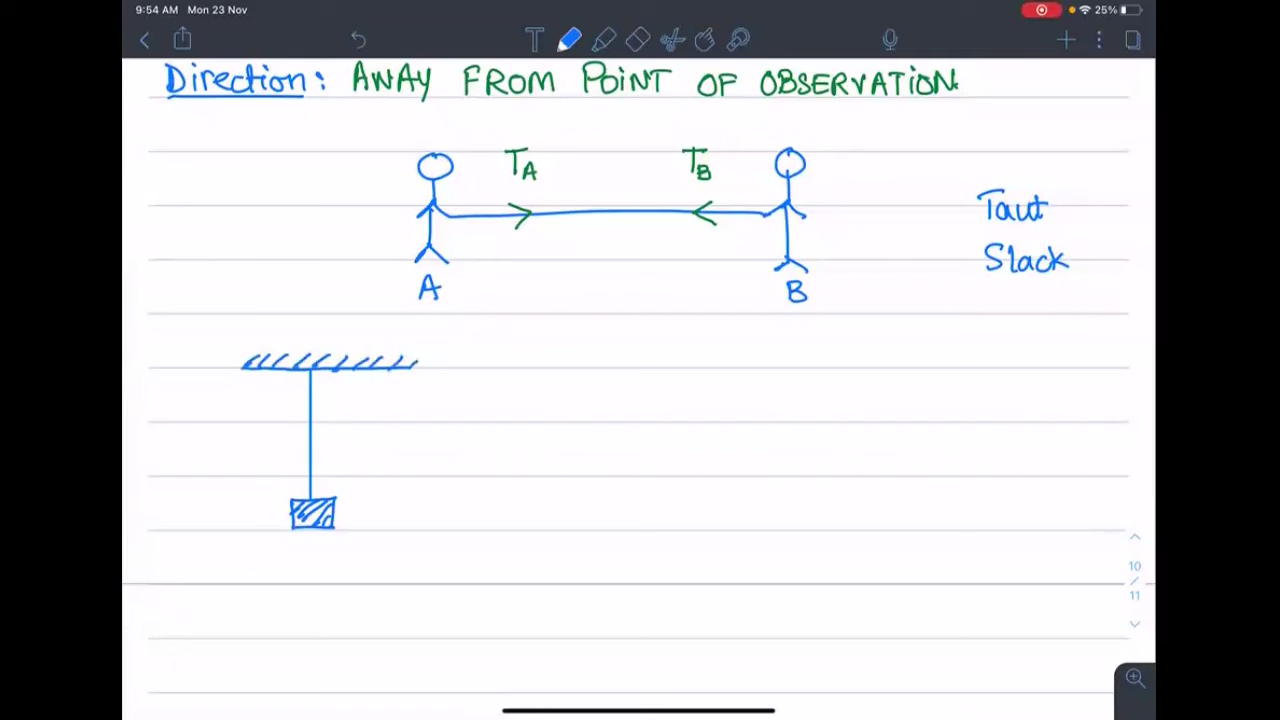 9:54 AM Mon 23 Nov
25%
Direction: AWAY FROM POINT OF OBSERVATION
TA TB
Taut
Slack
A B
10
/
11